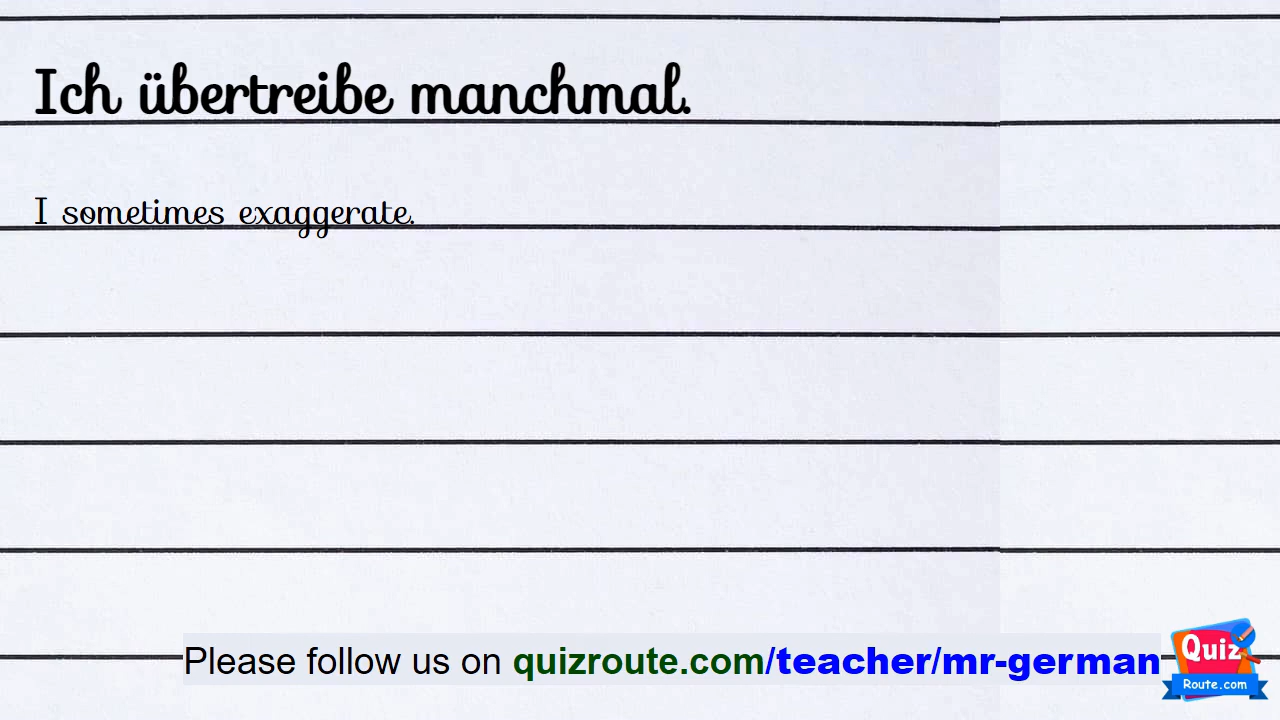 Ich übertreibe manchmal.
I sometimes exaggerate.
Please follow us on quizroute.com/teacher/mr-german
Quiz
Route.com